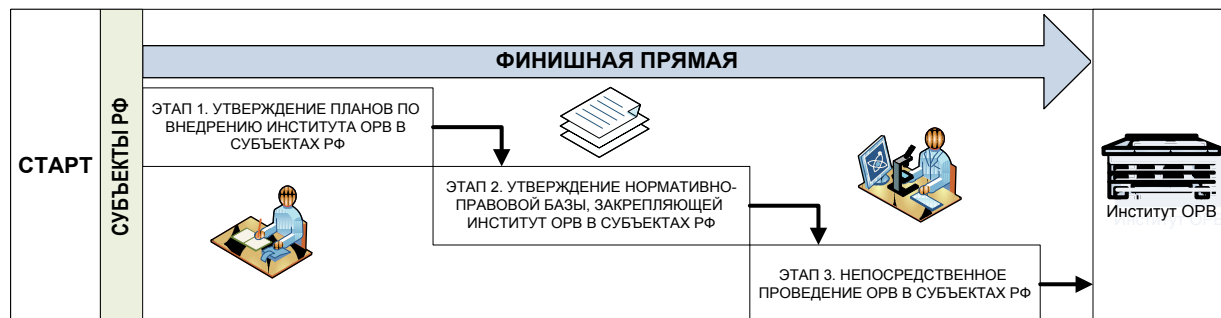 СТАРТ
СУБЪЕКТЫ РФ
ФИНИШНАЯ ПРЯМАЯ
ЭТАП 1. УТВЕРЖДЕНИЕ ПЛАНОВ ПО
ВНЕДРЕНИЮ ИНСТИТУТА ОРВ В
СУБЪЕКТАХ РФ
ЭТАП 2. УТВЕРЖДЕНИЕ НОРМАТИВНО-
ПРАВОВОЙ БАЗЫ, ЗАКРЕПЛЯЮЩЕЙ
ИНСТИТУТ ОРВ В СУБЪЕКТАХ РФ
ЭТАП 3. НЕПОСРЕДСТВЕННОЕ
ПРОВЕДЕНИЕ ОРВ В СУБЪЕКТАХ РФ
Институт ОРВ